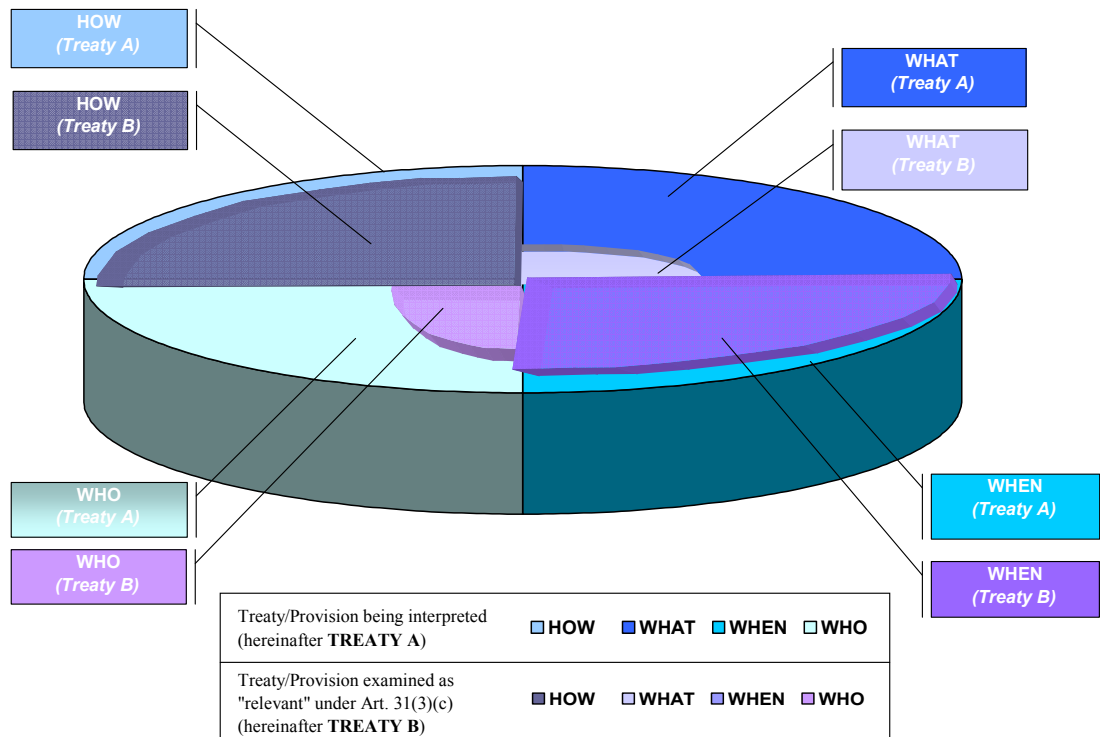 HOW
(Treaty A)
HOW
(Treaty B)
WHAT
(Treaty A)
WHAT
(Treaty B)
WHO
(Treaty A)
WHO
(Treaty B)
WHEN
(Treaty A)
WHEN
(Treaty B)
Treaty/Provision being interpreted
(hereinafter TREATY A)
HOW WHAT WHEN WHO
Treaty/Provision examined as
"relevant" under Art. 31(3)(c)
(hereinafter TREATY B)
HOW WHAT WHEN WHO